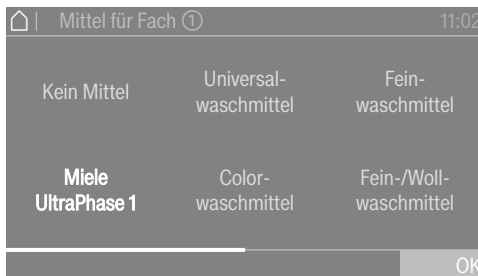 Mittel für Fach ① 11:02
Kein Mittel
Universal-
waschmittel
Fein-
waschmittel
Miele
UltraPhase 1
Color-
waschmittel
Fein-/Woll-
waschmittel
OK